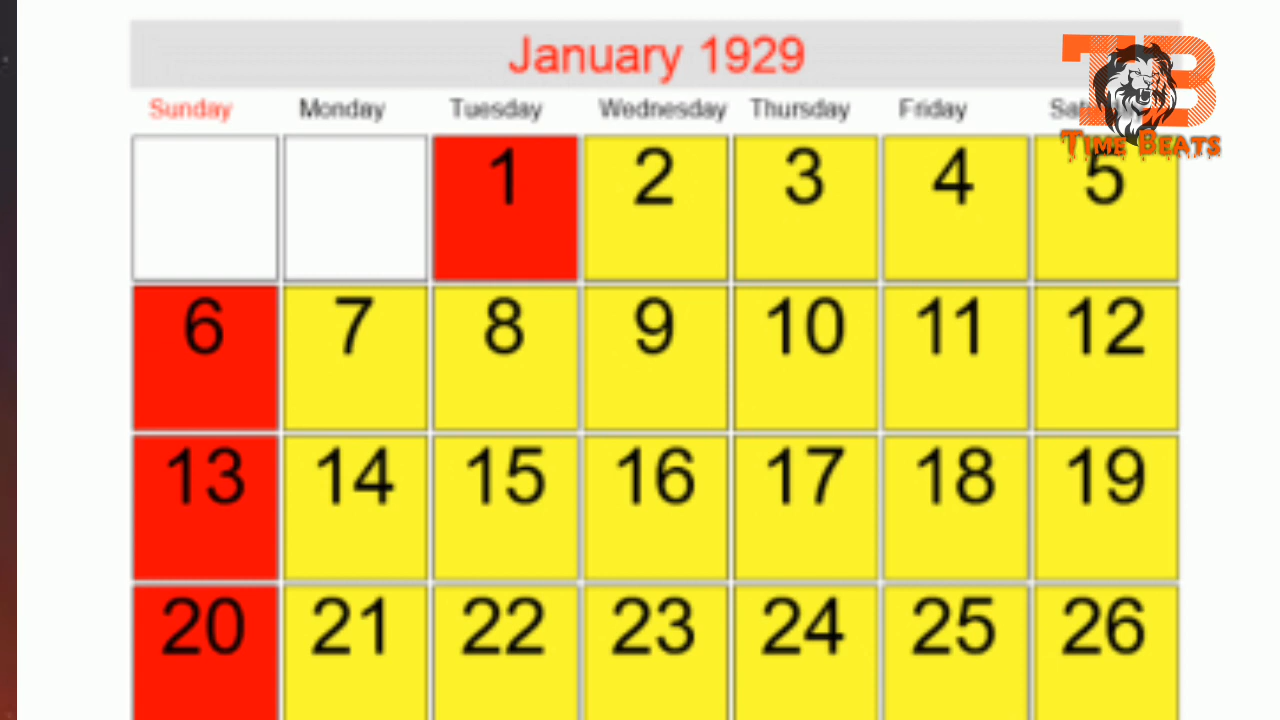 January 1929
Sunday Monday Tuesday Wednesday Thursday Friday
1 2 3 4 5
6 7 8 9 10 11 12
13 14 15 16 17 18 19
20 21 22 23 24 25 26
TB
TIME BEATS